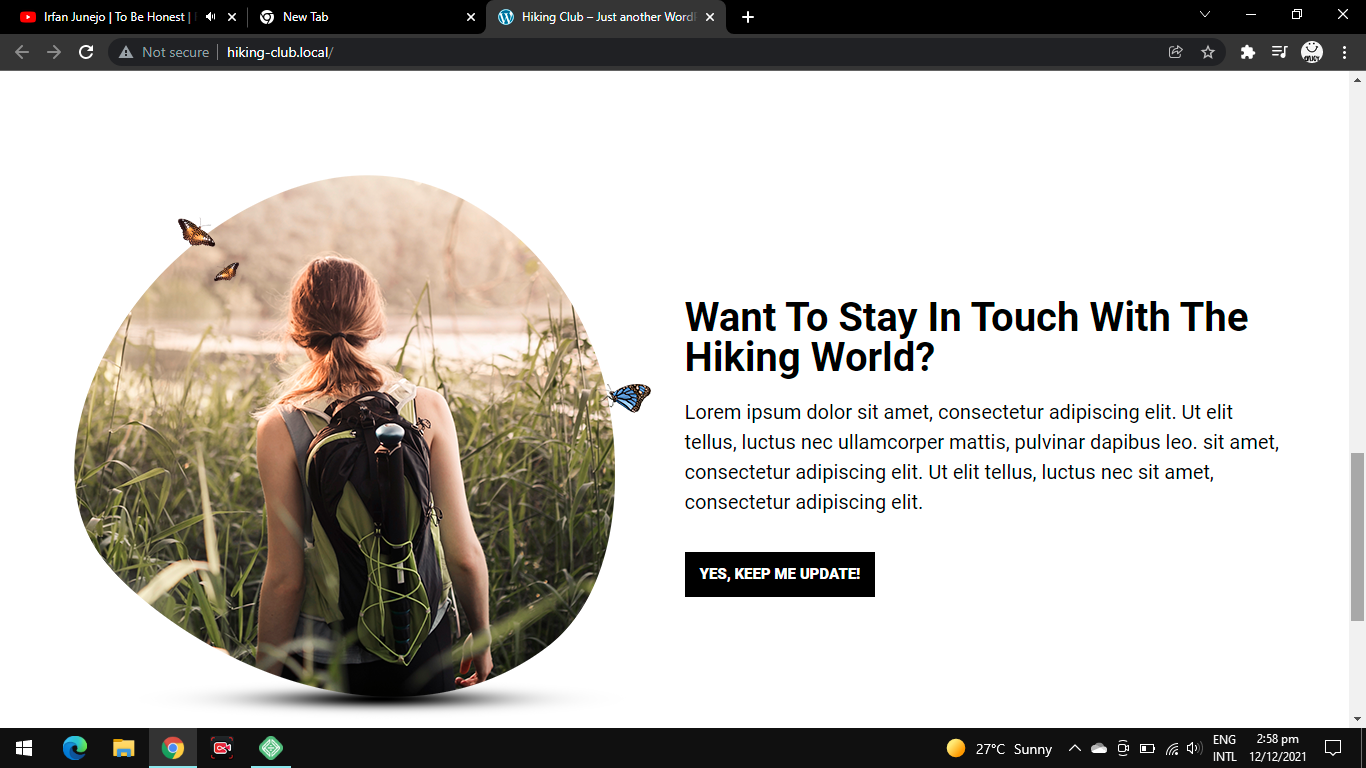 Irfan Junejo | To Be Honest |
New Tab
Hiking Club – Just another Word
Not secure
hiking-club.local/
Want To Stay In Touch With The
Hiking World?
Lorem ipsum dolor sit amet, consectetur adipiscing elit. Ut elit
tellus, luctus nec ullamcorper mattis, pulvinar dapibus leo. sit amet,
consectetur adipiscing elit. Ut elit tellus, luctus nec sit amet,
consectetur adipiscing elit.
YES, KEEP ME UPDATE!
27°C Sunny
ENG
INTL
2:58 pm
12/12/2021